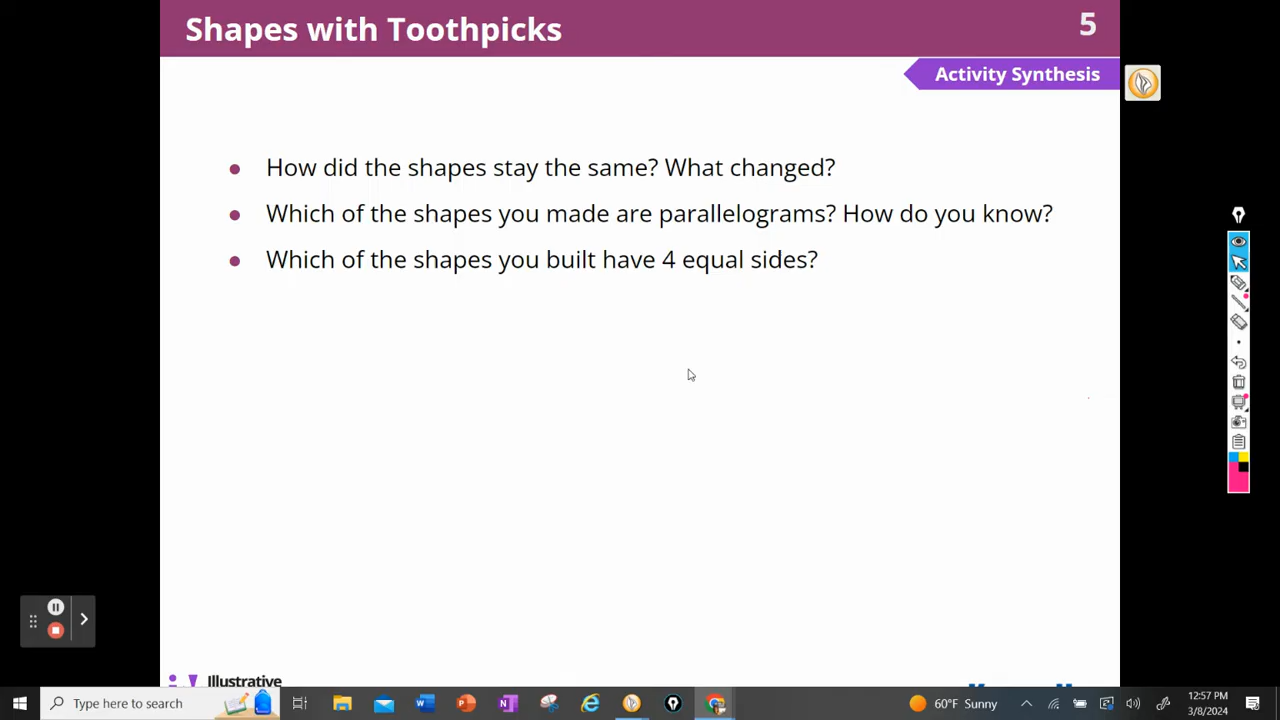 Shapes with Toothpicks
5
Activity Synthesis
How did the shapes stay the same? What changed?
Which of the shapes you made are parallelograms? How do you know?
Which of the shapes you built have 4 equal sides?
Illustrative
Type here to search
60°F Sunny
12:57 PM
3/8/2024